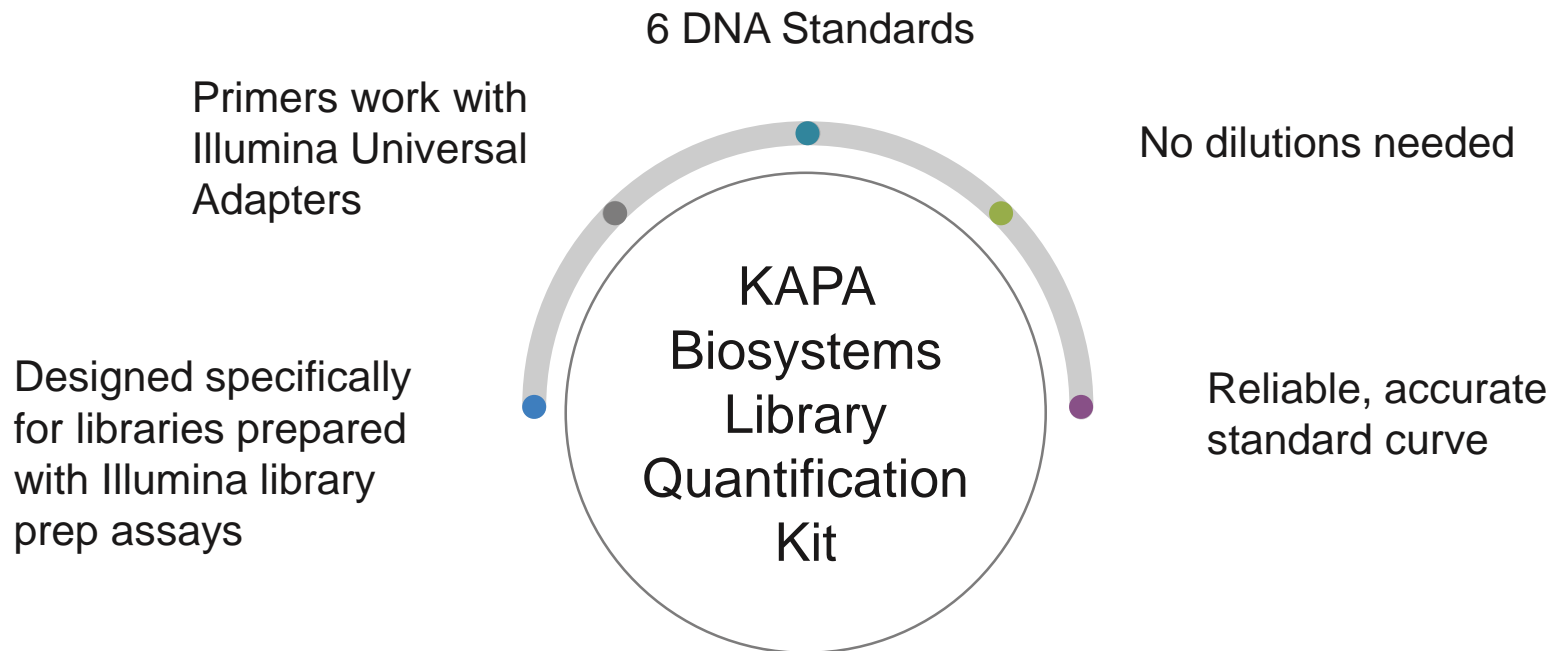 6 DNA Standards
Primers work with
Illumina Universal
Adapters
No dilutions needed
Designed specifically
for libraries prepared
with Illumina library
prep assays
KAPA
Biosystems
Library
Quantification
Kit
Reliable, accurate
standard curve